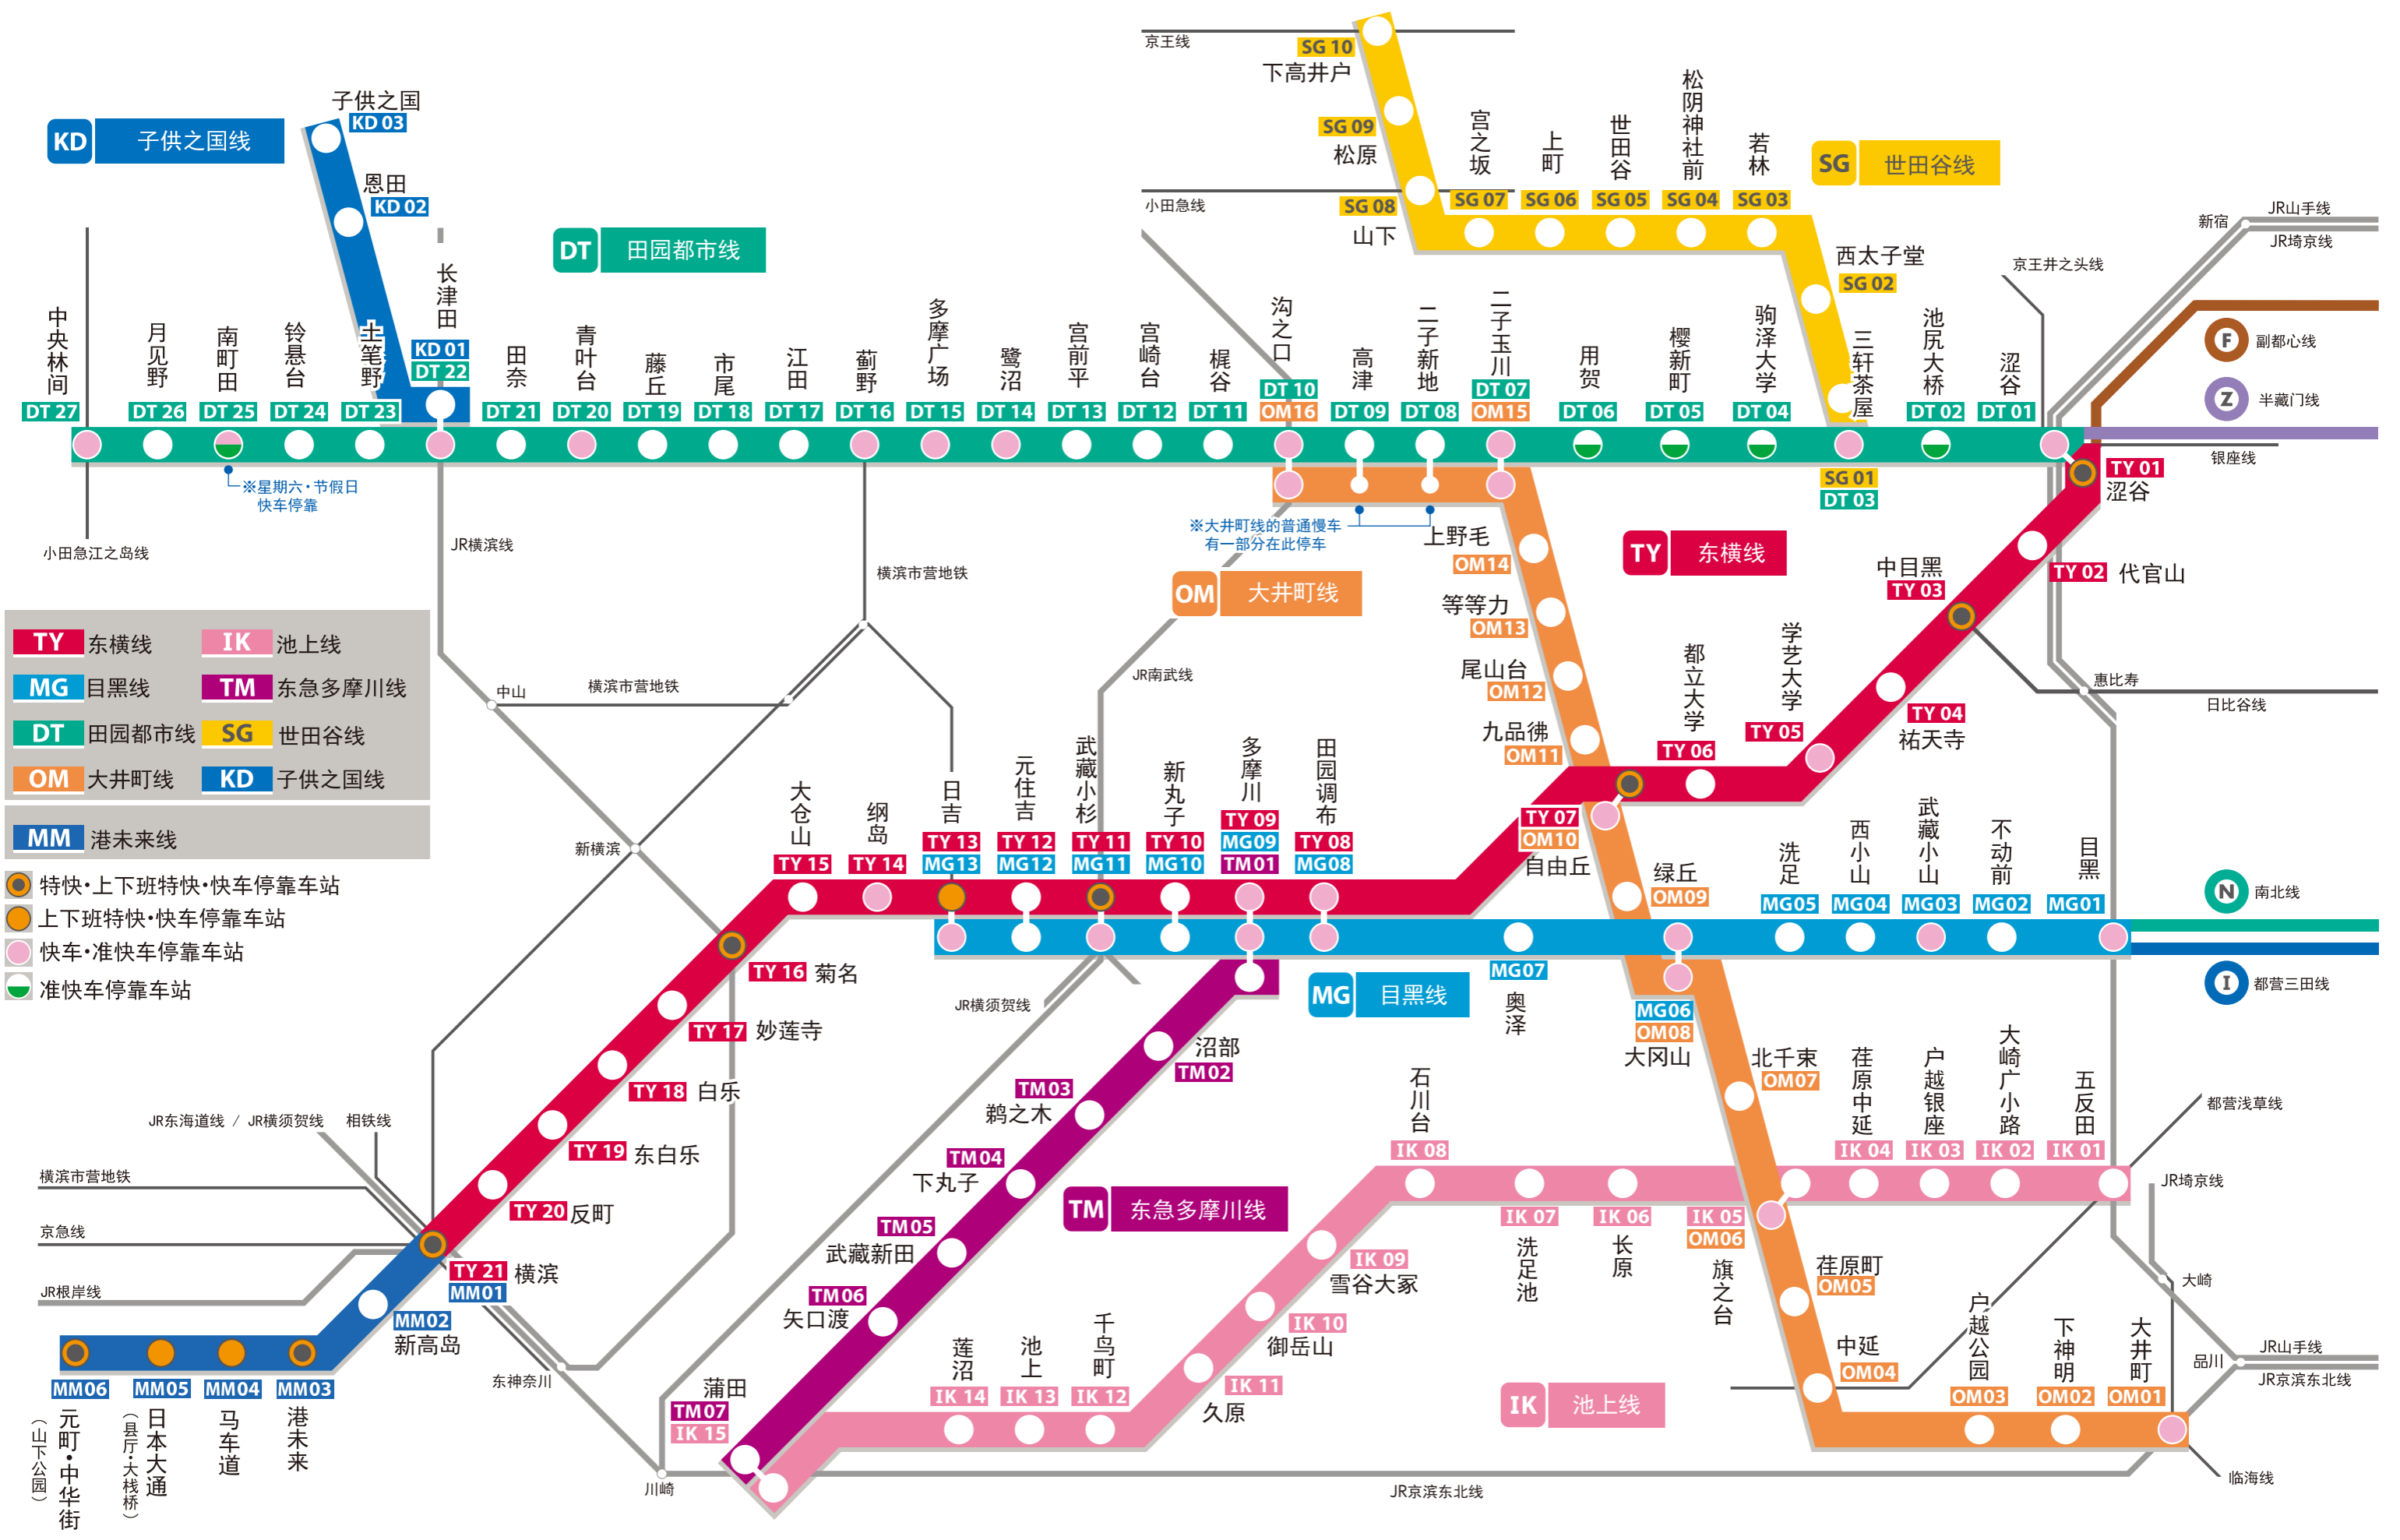 京王线
SG 10
下高井户
SG 09
松原
小田急线
SG 08
山下
宫之坂
SG 07
上町
SG 06
世田谷
SG 05
松阴神社前
SG 04
若林
SG 03
SG 世田谷线
西太子堂
SG 02
三轩茶屋
SG 01
DT 03
子供之国
KD 03
KD 子供之国线
恩田
KD 02
长津田
KD 01
DT 22
DT 田园都市线
中央林间
DT 27
月见野
DT 26
南町田
DT 25
※星期六・节假日
快车停靠
铃悬台
DT 24
土笔野
DT 23
田奈
DT 21
青叶台
DT 20
藤丘
DT 19
市尾
DT 18
江田
DT 17
蓟野
DT 16
多摩广场
DT 15
鹭沼
DT 14
宫前平
DT 13
宫崎台
DT 12
梶谷
DT 11
沟之口
DT 10
OM16
高津
DT 09
二子新地
DT 08
二子玉川
DT 07
OM15
用贺
DT 06
樱新町
DT 05
驹泽大学
DT 04
池尻大桥
DT 02
涩谷
DT 01
京王井之头线
新宿
JR山手线
JR埼京线
F 副都心线
Z 半藏门线
银座线
TY 01
涩谷
小田急江之岛线
JR横滨线
横滨市营地铁
※大井町线的普通慢车
有一部分在此停车
上野毛
OM14
OM 大井町线
等等力
OM13
尾山台
OM12
九品彿
OM11
TY 东横线
TY 02 代官山
中目黑
TY 03
TY 04
祐天寺
学艺大学
TY 05
都立大学
TY 06
惠比寿
日比谷线
TY 东横线
IK 池上线
MG 目黑线
TM 东急多摩川线
DT 田园都市线
SG 世田谷线
OM 大井町线
KD 子供之国线
MM 港未来线
特快・上下班特快・快车停靠车站
上下班特快・快车停靠车站
快车・准快车停靠车站
准快车停靠车站
中山
横滨市营地铁
JR南武线
新横滨
大仓山
TY 15
纲岛
TY 14
日吉
TY 13
MG13
元住吉
TY 12
MG12
武藏小杉
TY 11
MG11
新丸子
TY 10
MG10
多摩川
TY 09
MG09
TM01
田园调布
TY 08
MG08
TY 07
OM10
自由丘
绿丘
OM09
MG07
奥泽
MG 目黑线
MG06
OM08
大冈山
洗足
MG05
西小山
MG04
武藏小山
MG03
不动前
MG02
目黑
MG01
N 南北线
I 都营三田线
TY 16 菊名
TY 17 妙莲寺
TY 18 白乐
TY 19 东白乐
TY 20 反町
TY 21 横滨
MM01
JR横须贺线
JR东海道线 / JR横须贺线
相铁线
横滨市营地铁
京急线
JR根岸线
MM02
新高岛
MM03
港未来
MM04
马车道
MM05
日本大通
（县厅・大栈桥）
MM06
元町・中华街
（山下公园）
东神奈川
川崎
沼部
TM02
TM03
鹈之木
TM04
下丸子
TM05
武藏新田
TM06
矢口渡
蒲田
TM07
IK 15
TM 东急多摩川线
莲沼
IK 14
池上
IK 13
千鸟町
IK 12
IK 11
久原
IK 10
御岳山
IK 09
雪谷大冢
石川台
IK 08
IK 07
洗足池
IK 06
长原
IK 05
OM06
旗之台
IK 池上线
北千束
OM07
荏原中延
IK 04
户越银座
IK 03
大崎广小路
IK 02
五反田
IK 01
都营浅草线
JR埼京线
大崎
荏原町
OM05
中延
OM04
户越公园
OM03
下神明
OM02
大井町
OM01
品川
JR山手线
JR京滨东北线
临海线
JR京滨东北线